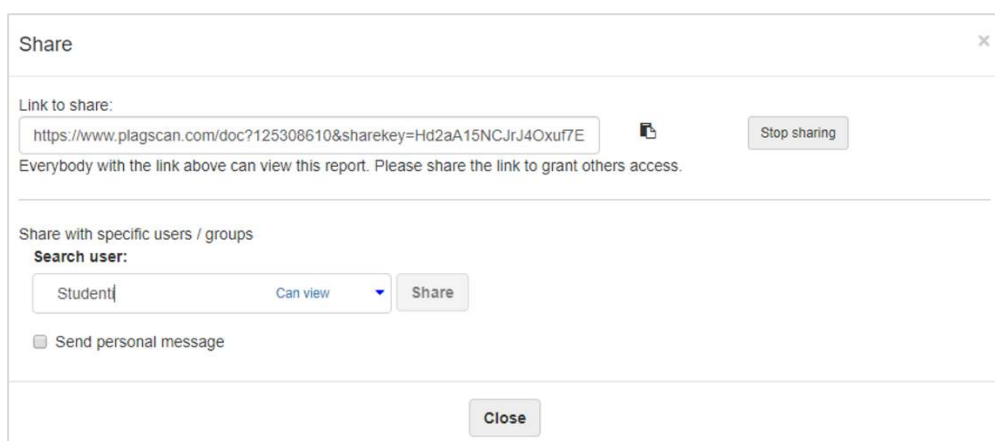 Share
×
Link to share:
https://www.plagscan.com/doc?125308610&sharekey=Hd2aA15NCJrJ4Oxuf7E
Stop sharing
Everybody with the link above can view this report. Please share the link to grant others access.
Share with specific users / groups
Search user:
Studenti Can view Share
Send personal message
Close